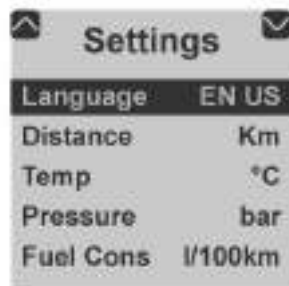 Settings
Language EN US
Distance Km
Temp °C
Pressure bar
Fuel Cons l/100km